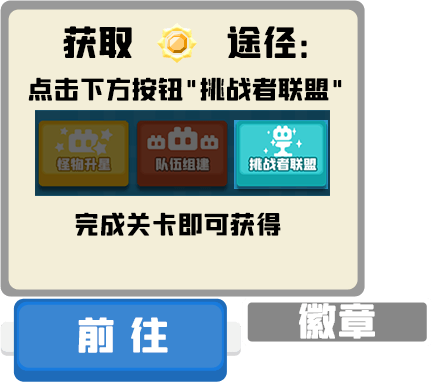 获取 途径:
点击下方按钮"挑战者联盟"
怪物升星 队伍组建 挑战者联盟
完成关卡即可获得
前往 徽章